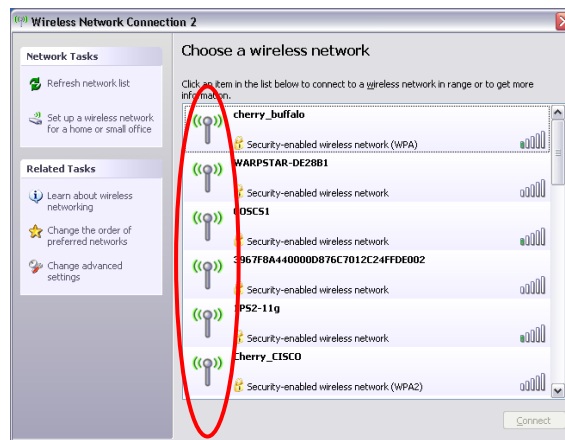 Wireless Network Connection 2
Network Tasks
Refresh network list
Set up a wireless network
for a home or small office
Related Tasks
Learn about wireless
networking
Change the order of
preferred networks
Change advanced
settings
Choose a wireless network
Click an item in the list below to connect to a wireless network in range or to get more
information.
cherry_buffalo
Security-enabled wireless network (WPA)
WARPSTAR-DE28B1
Security-enabled wireless network
COSCS1
Security-enabled wireless network
3967F8A440000D876C7012C24FFDE002
Security-enabled wireless network
Security-enabled wireless network
Cherry_CISCO
Security-enabled wireless network (WPA2)
Connect